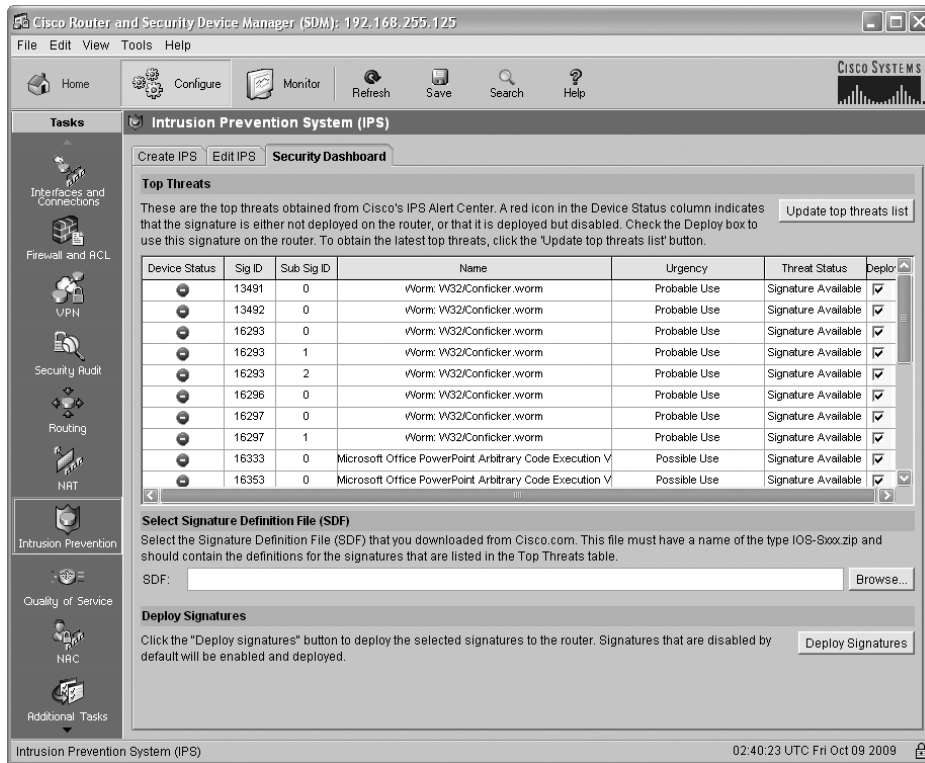 Cisco Router and Security Device Manager (SDM): 192.168.255.125
File Edit View Tools Help
Home
Configure
Monitor
Refresh
Save
Search
Help
CISCO SYSTEMS
Tasks
Interfaces and
Connections
Firewall and ACL
VPN
Security Audit
Routing
NAT
Intrusion Prevention
Quality of Service
NAC
Additional Tasks
Intrusion Prevention System (IPS)
Create IPS Edit IPS Security Dashboard
Top Threats
These are the top threats obtained from Cisco's IPS Alert Center. A red icon in the Device Status column indicates
that the signature is either not deployed on the router, or that it is deployed but disabled. Check the Deploy box to
use this signature on the router. To obtain the latest top threats, click the 'Update top threats list' button.
Update top threats list
Device Status Sig ID Sub Sig ID Name Urgency Threat Status Deploy
13491 0 Worm: W32/Conficker.worm Probable Use Signature Available
13492 0 Worm: W32/Conficker.worm Probable Use Signature Available
16293 0 Worm: W32/Conficker.worm Probable Use Signature Available
16293 1 Worm: W32/Conficker.worm Probable Use Signature Available
16293 2 Worm: W32/Conficker.worm Probable Use Signature Available
16296 0 Worm: W32/Conficker.worm Probable Use Signature Available
16297 0 Worm: W32/Conficker.worm Probable Use Signature Available
16297 1 Worm: W32/Conficker.worm Probable Use Signature Available
16333 0 Microsoft Office PowerPoint Arbitrary Code Execution V Possible Use Signature Available
16353 0 Microsoft Office PowerPoint Arbitrary Code Execution V Possible Use Signature Available
Select Signature Definition File (SDF)
Select the Signature Definition File (SDF) that you downloaded from Cisco.com. This file must have a name of the type IOS-Sxxx.zip and
should contain the definitions for the signatures that are listed in the Top Threats table.
SDF:
Browse...
Deploy Signatures
Click the "Deploy signatures" button to deploy the selected signatures to the router. Signatures that are disabled by
default will be enabled and deployed.
Deploy Signatures
Intrusion Prevention System (IPS)
02:40:23 UTC Fri Oct 09 2009